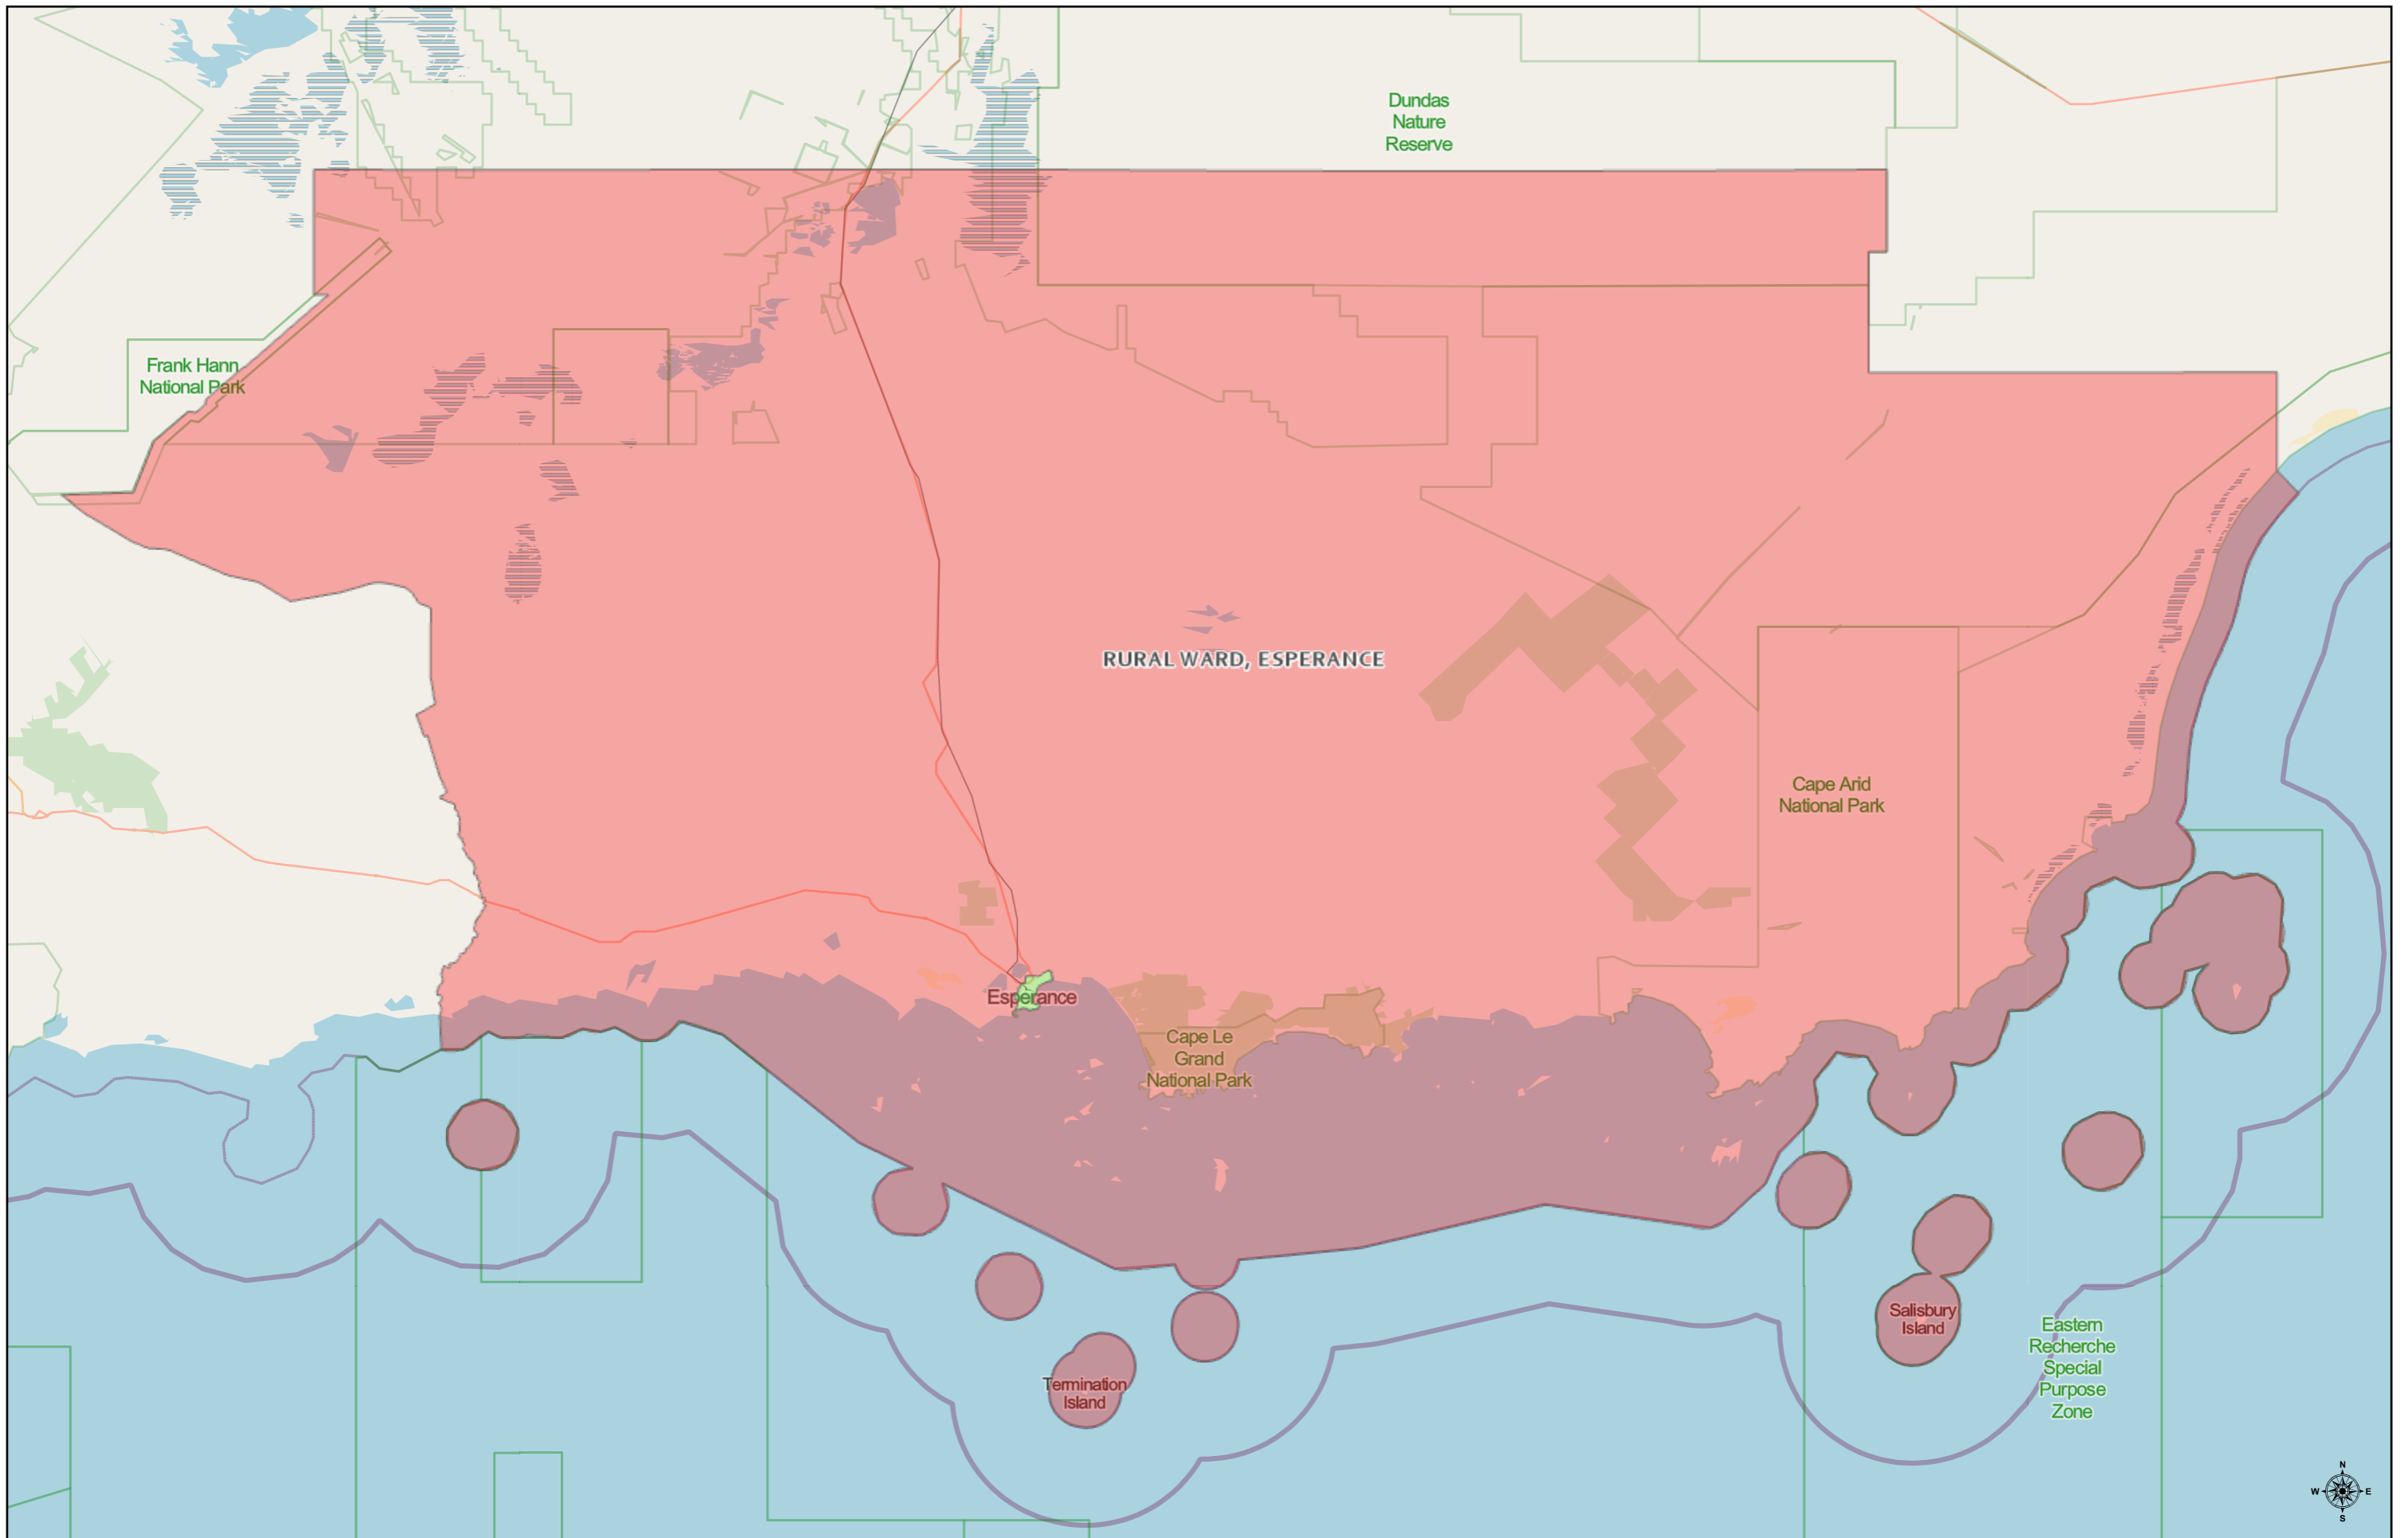 Dundas
Nature
Reserve
Frank Hann
National Park
RURAL WARD, ESPERANCE
Cape Arid
National Park
Esperance
Cape Le
Grand
National Park
Salisbury
Island
Eastern
Recherche
Special
Purpose
Zone
Termination
Island
N
W E
S